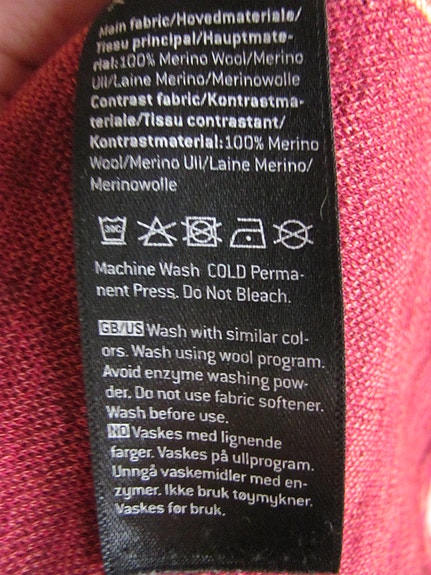 Main fabric/Hovedmateriale/
Tissu principal/Hauptmate-
rial:100% Merino Wool/Merino
Ull/Laine Merino/Merinowolle
Contrast fabric/Kontrastma-
teriale/Tissu contrastant/
Kontrastmaterial:100% Merino
Wool/Merino Ull/Laine Merino/
Merinowolle
30C
Machine Wash COLD Perma-
nent Press. Do Not Bleach.
GB/US Wash with similar col-
ors. Wash using wool program.
Avoid enzyme washing pow-
der. Do not use fabric softener.
Wash before use.
NO Vaskes med lignende
farger. Vaskes på ullprogram.
Unngå vaskemidler med en-
zymer. Ikke bruk tøymykner.
Vaskes før bruk.